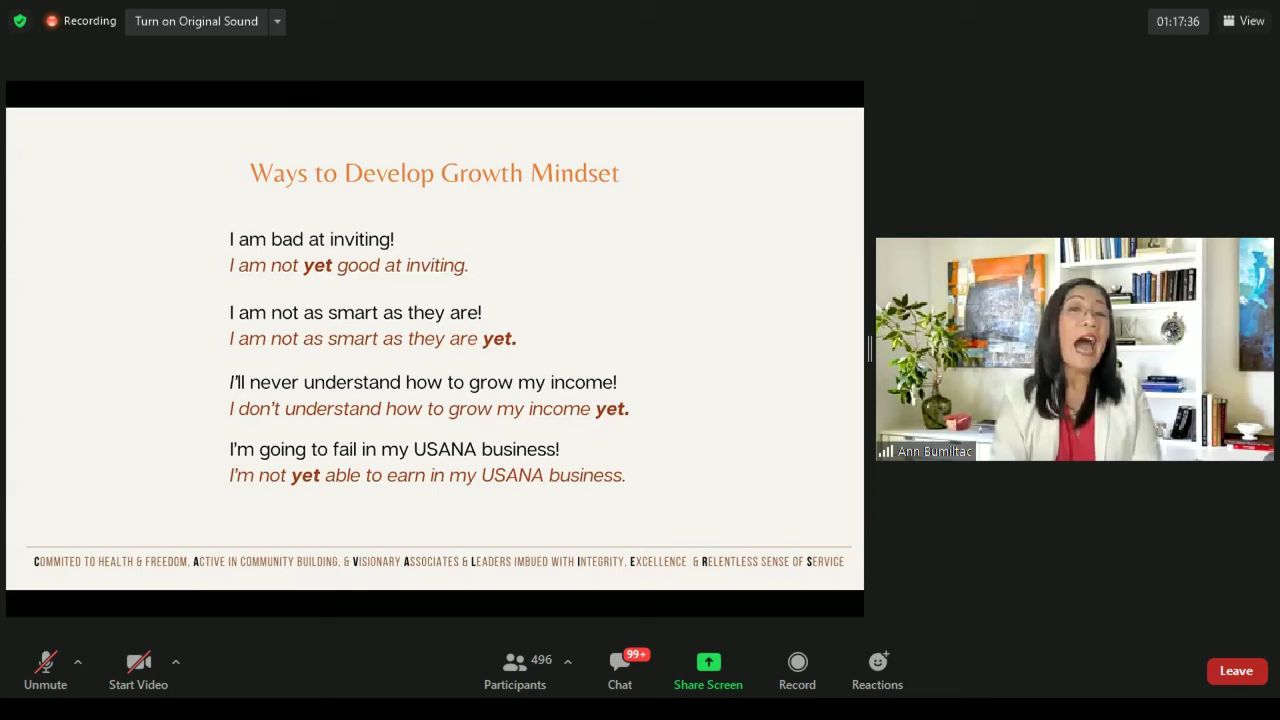 Recording
Turn on Original Sound
01:17:36
View
Ways to Develop Growth Mindset
I am bad at inviting!
I am not yet good at inviting.
I am not as smart as they are!
I am not as smart as they are yet.
I'll never understand how to grow my income!
I don't understand how to grow my income yet.
I'm going to fail in my USANA business!
I'm not yet able to earn in my USANA business.
COMMITED TO HEALTH & FREEDOM, ACTIVE IN COMMUNITY BUILDING, & VISIONARY ASSOCIATES & LEADERS IMBUED WITH INTEGRITY, EXCELLENCE & RELENTLESS SENSE OF SERVICE
Ann Bumiltac
Unmute
Start Video
496
Participants
99+
Chat
Share Screen
Record
Reactions
Leave